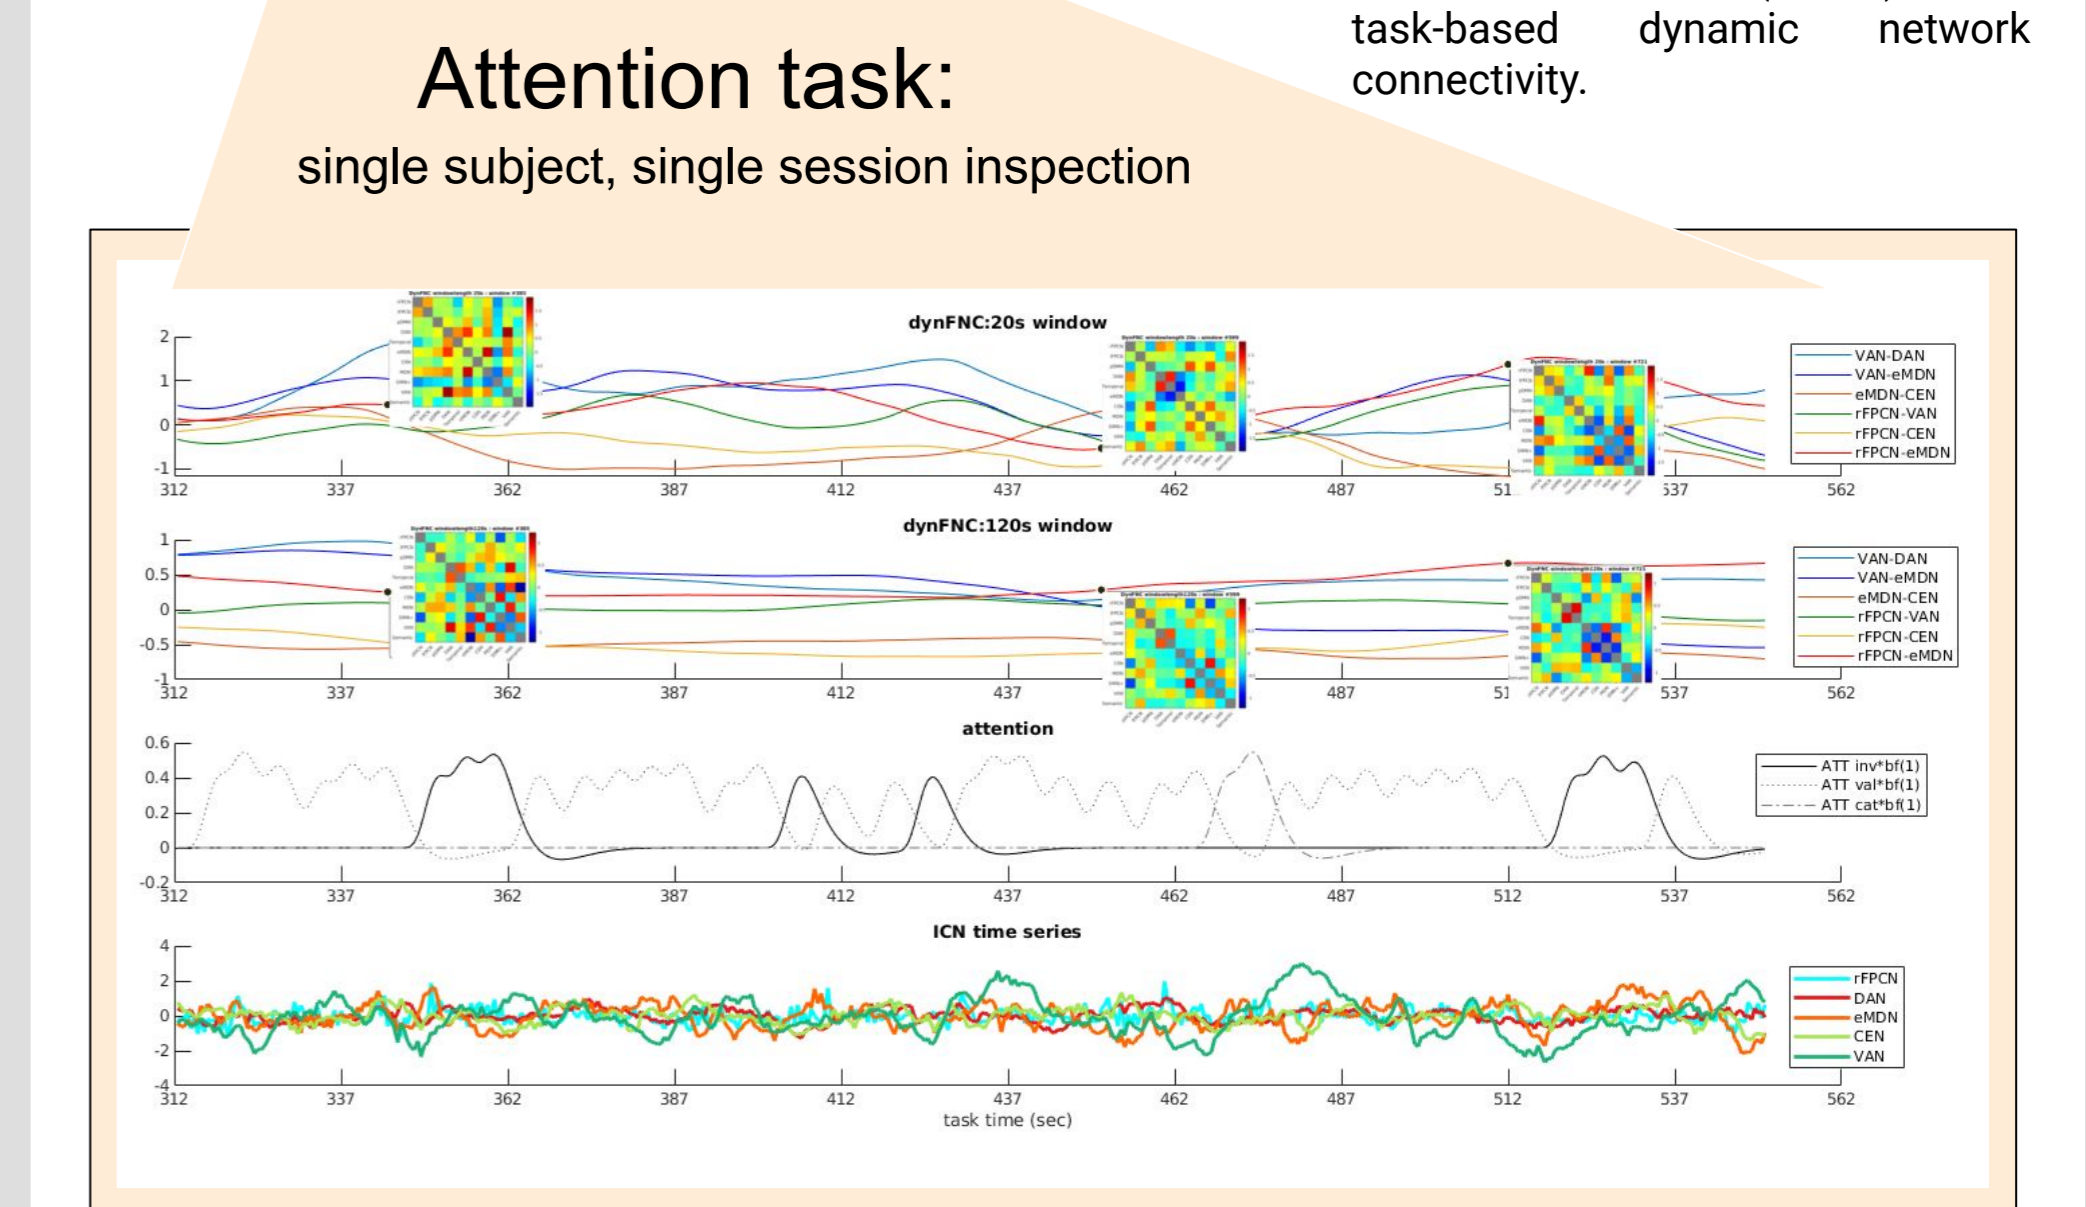 task-based dynamic network
connectivity.
Attention task:
single subject, single session inspection
dynFNC:20s window
2
1
0
-1
312 337 362 387 412 437 462 487 51 537 562
VAN-DAN
VAN-eMDN
eMDN-CEN
rFPCN-VAN
rFPCN-CEN
rFPCN-eMDN
dynFNC:120s window
1
0.5
0
-0.5
-1
312 337 362 387 412 437 462 487 51 537 562
VAN-DAN
VAN-eMDN
eMDN-CEN
rFPCN-VAN
rFPCN-CEN
rFPCN-eMDN
attention
0.6
0.4
0.2
0
-0.2
312 337 362 387 412 437 462 487 512 537 562
ATT inv*bf(1)
ATT val*bf(1)
ATT cat*bf(1)
ICN time series
4
2
0
-2
-4
312 337 362 387 412 437 462 487 512 537 562
task time (sec)
rFPCN
DAN
eMDN
CEN
VAN